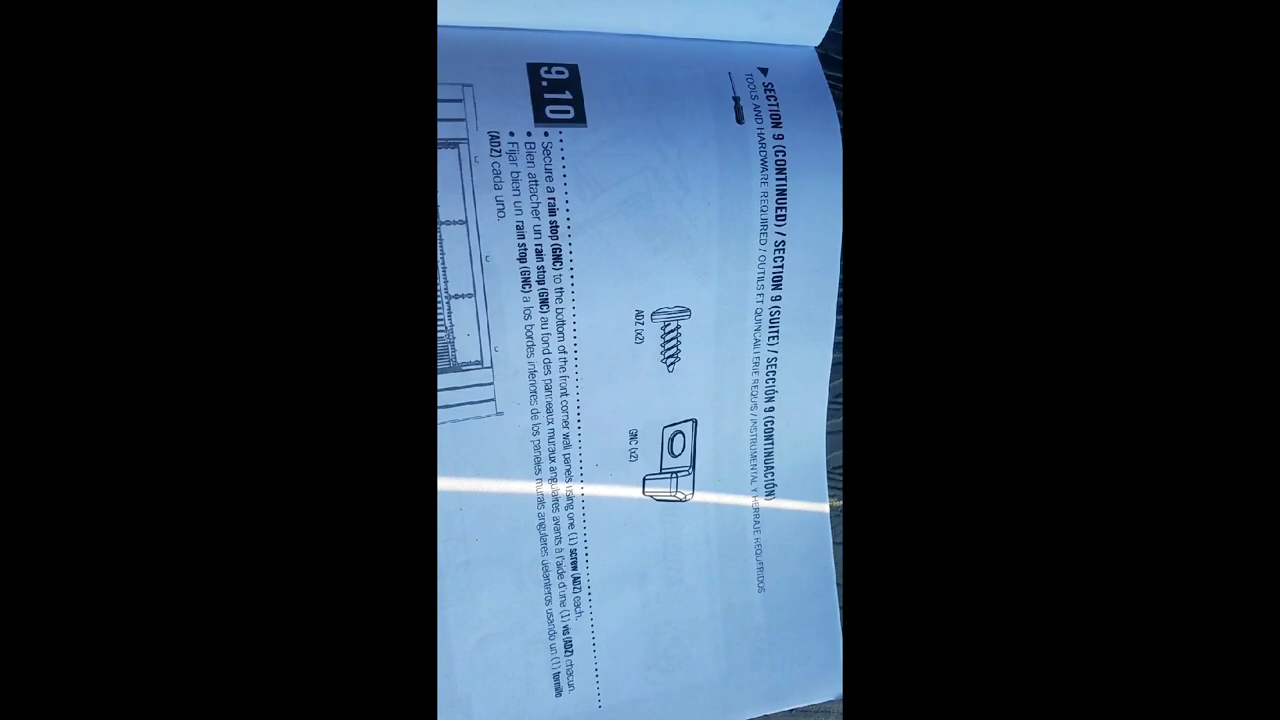 SECTION 9 (CONTINUED) / SECTION 9 (SUITE) / SECCIÓN 9 (CONTINUACIÓN)
TOOLS AND HARDWARE REQUIRED / OUTILS ET QUINCAILLERIE REQUIS / INSTRUMENTAL Y HERRAJE REQUERIDOS
ADZ (x2)
GNC (x2)
9.10
• Secure a rain stop (GNC) to the bottom of the front corner wall panels using one (1) screw (ADZ) each.
• Bien attacher un rain stop (GNC) au fond des panneaux muraux angulaires avants à l'aide d'une (1) vis (ADZ) chacun.
• Fijar bien un rain stop (GNC) a los bordes inferiores de los paneles murals angulares delanteros usando un (1) tornillo
(ADZ) cada uno.